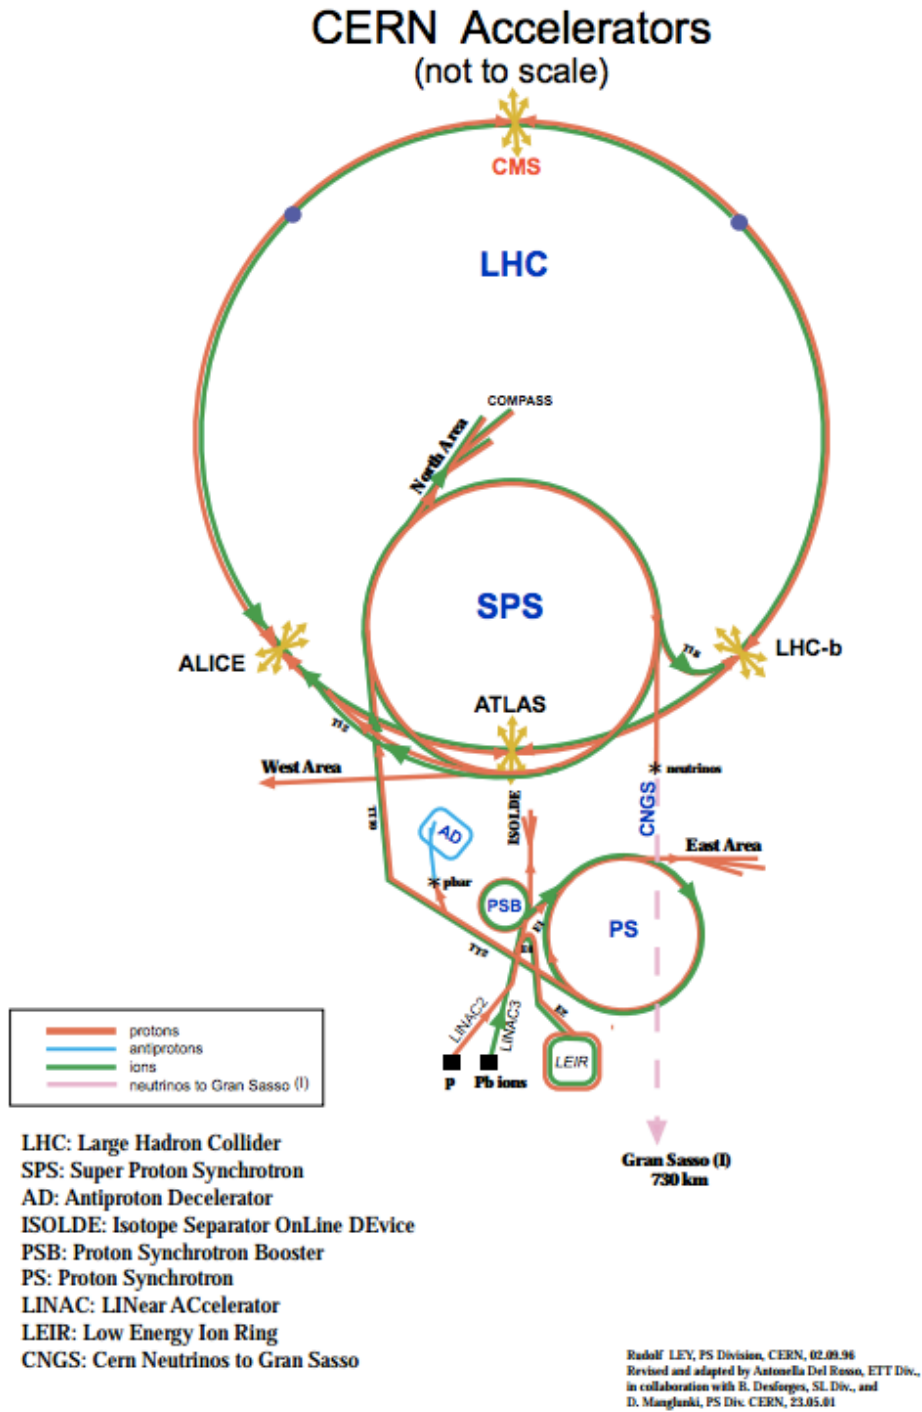 CERN Accelerators
(not to scale)
CMS
LHC
COMPASS
North Area
SPS
ALICE
TI8
LHC-b
ATLAS
TI2
West Area
neutrinos
TT10
AD
ISOLDE
CNGS
East Area
pbar
PSB
PS
E1
TT2
E2
LINAC2
LINAC3
LEIR
P
Pb ions
protons
antiprotons
ions
neutrinos to Gran Sasso (I)
Gran Sasso (I)
730 km
LHC: Large Hadron Collider
SPS: Super Proton Synchrotron
AD: Antiproton Decelerator
ISOLDE: Isotope Separator OnLine DEvice
PSB: Proton Synchrotron Booster
PS: Proton Synchrotron
LINAC: LINear ACcelerator
LEIR: Low Energy Ion Ring
CNGS: Cern Neutrinos to Gran Sasso
Rudolf LEY, PS Division, CERN, 02.09.96
Revised and adapted by Antonella Del Rosso, ETT Div.,
in collaboration with B. Desforges, SL Div., and
D. Manglunki, PS Div. CERN, 23.05.01